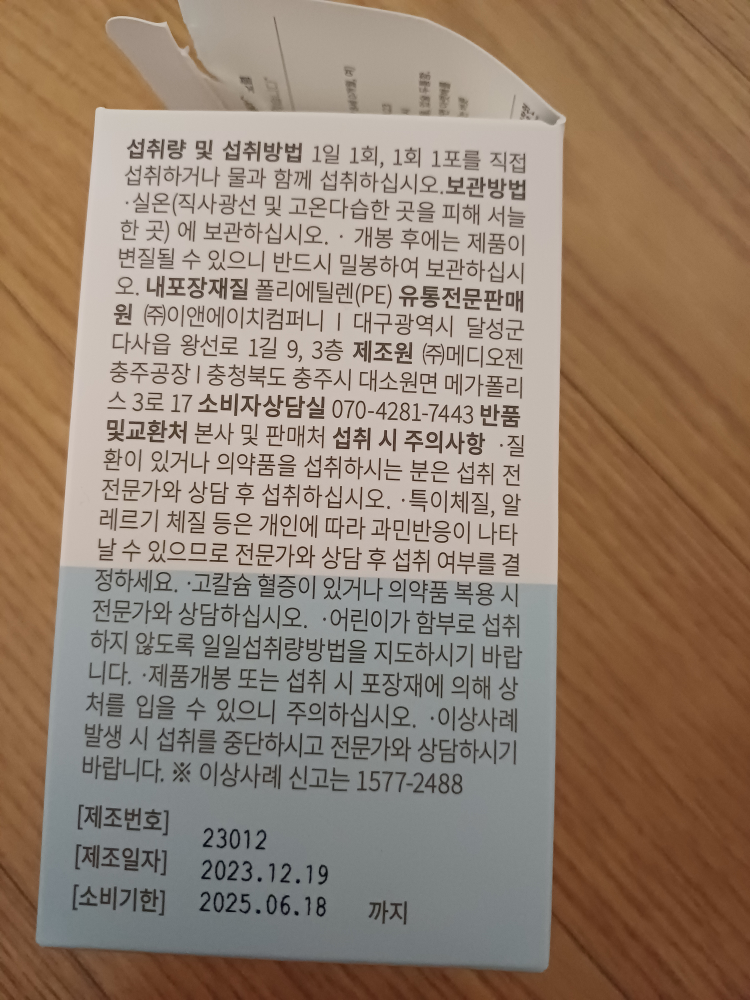 섭취량 및 섭취방법 1일 1회, 1회 1포를 직접
섭취하거나 물과 함께 섭취하십시오.보관방법
·실온(직사광선 및 고온다습한 곳을 피해 서늘
한 곳) 에 보관하십시오. · 개봉 후에는 제품이
변질될 수 있으니 반드시 밀봉하여 보관하십시
오. 내포장재질 폴리에틸렌(PE) 유통전문판매
원 ㈜이앤에이치컴퍼니 | 대구광역시 달성군
다사읍 왕선로 1길 9, 3층 제조원 ㈜메디오젠
충주공장 | 충청북도 충주시 대소원면 메가폴리
스 3로 17 소비자상담실 070-4281-7443 반품
및교환처 본사 및 판매처 섭취 시 주의사항 ·질
환이 있거나 의약품을 섭취하시는 분은 섭취 전
전문가와 상담 후 섭취하십시오. ·특이체질, 알
레르기 체질 등은 개인에 따라 과민반응이 나타
날 수 있으므로 전문가와 상담 후 섭취 여부를 결
정하세요. ·고칼슘 혈증이 있거나 의약품 복용 시
전문가와 상담하십시오. ·어린이가 함부로 섭취
하지 않도록 일일섭취량방법을 지도하시기 바랍
니다. ·제품개봉 또는 섭취 시 포장재에 의해 상
처를 입을 수 있으니 주의하십시오. ·이상사례
발생 시 섭취를 중단하시고 전문가와 상담하시기
바랍니다. ※ 이상사례 신고는 1577-2488
[제조번호] 23012
[제조일자] 2023.12.19
[소비기한] 2025.06.18 까지